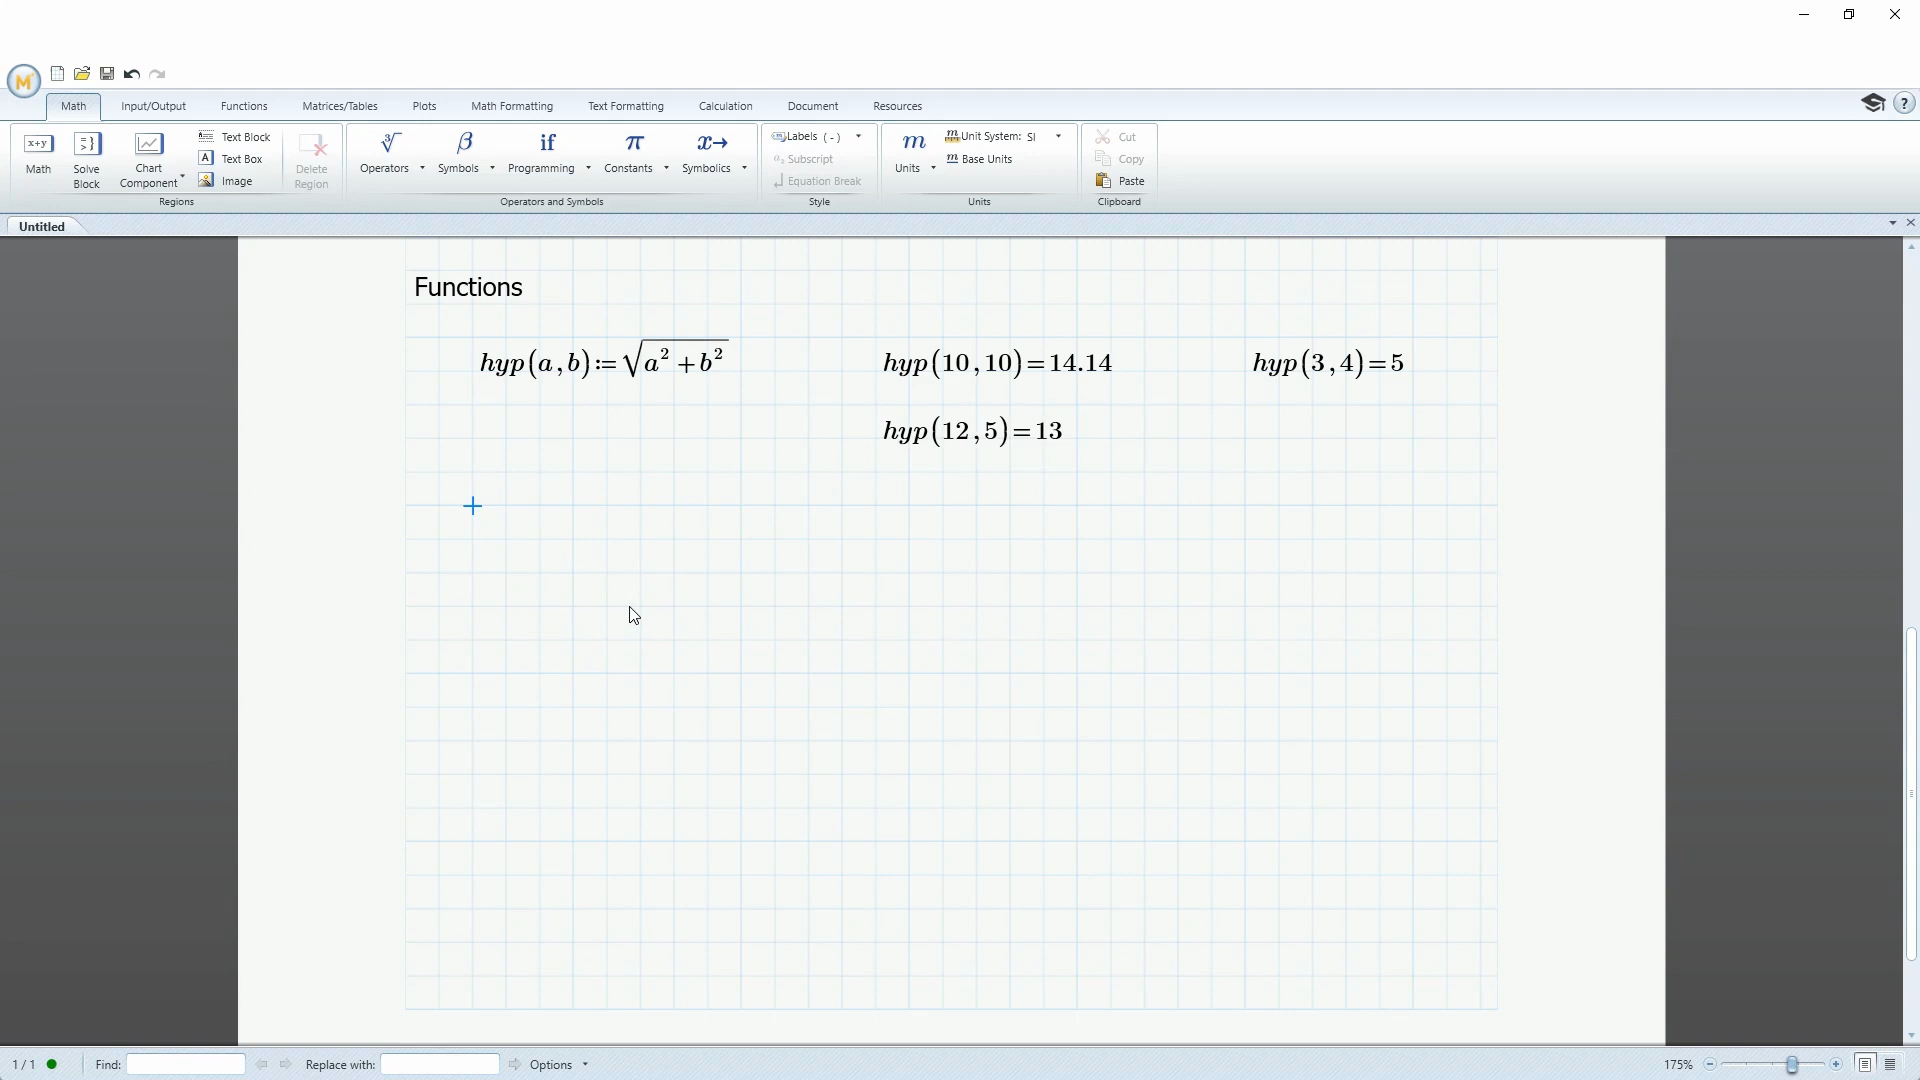 Math Input/Output Functions Matrices/Tables Plots Math Formatting Text Formatting Calculation Document Resources ?
x+y Math
Solve Block
Chart Component
Text Block
A Text Box
Image
Delete Region
Regions
∛ Operators
β Symbols
if Programming
π Constants
x→ Symbolics
Operators and Symbols
Labels (-)
Subscript
Equation Break
Style
m Units
Unit System: SI
m Base Units
Units
Cut
Copy
Paste
Clipboard
Untitled
Functions
hyp(a,b):=√(a²+b²) hyp(10,10)=14.14 hyp(3,4)=5
hyp(12,5)=13
1 / 1 Find: Replace with: Options 175%